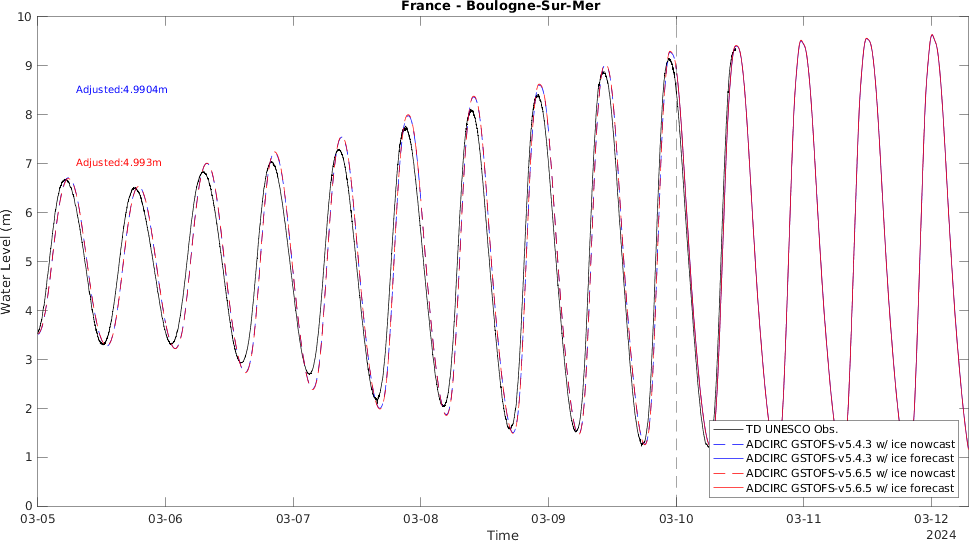 France - Boulogne-Sur-Mer
10
9
8
7
6
5
4
3
2
1
0
Water Level (m)
Adjusted:4.9904m
Adjusted:4.993m
TD UNESCO Obs.
ADCIRC GSTOFS-v5.4.3 w/ ice nowcast
ADCIRC GSTOFS-v5.4.3 w/ ice forecast
ADCIRC GSTOFS-v5.6.5 w/ ice nowcast
ADCIRC GSTOFS-v5.6.5 w/ ice forecast
03-05 03-06 03-07 03-08 03-09 03-10 03-11 03-12
Time
2024